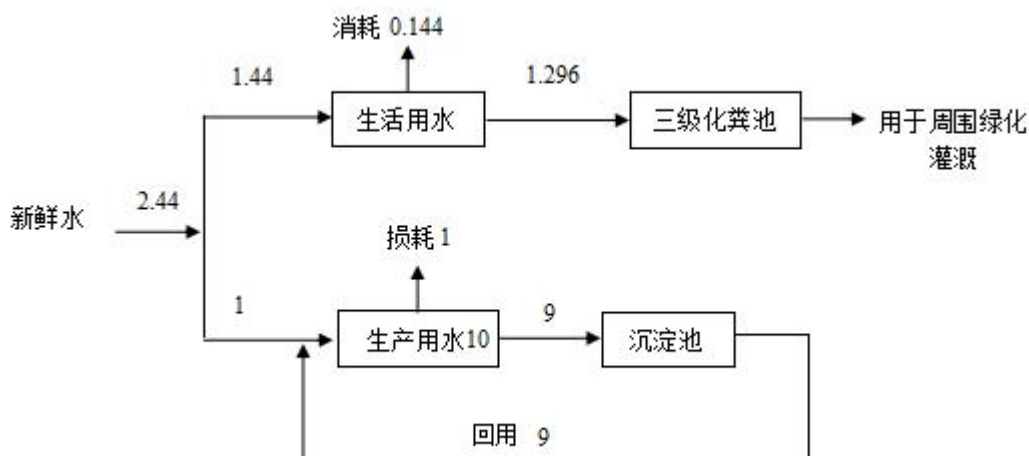 消耗 0.144
1.44
1.296
生活用水
三级化粪池
用于周围绿化
灌溉
2.44
新鲜水
损耗 1
1
9
生产用水10
沉淀池
回用 9